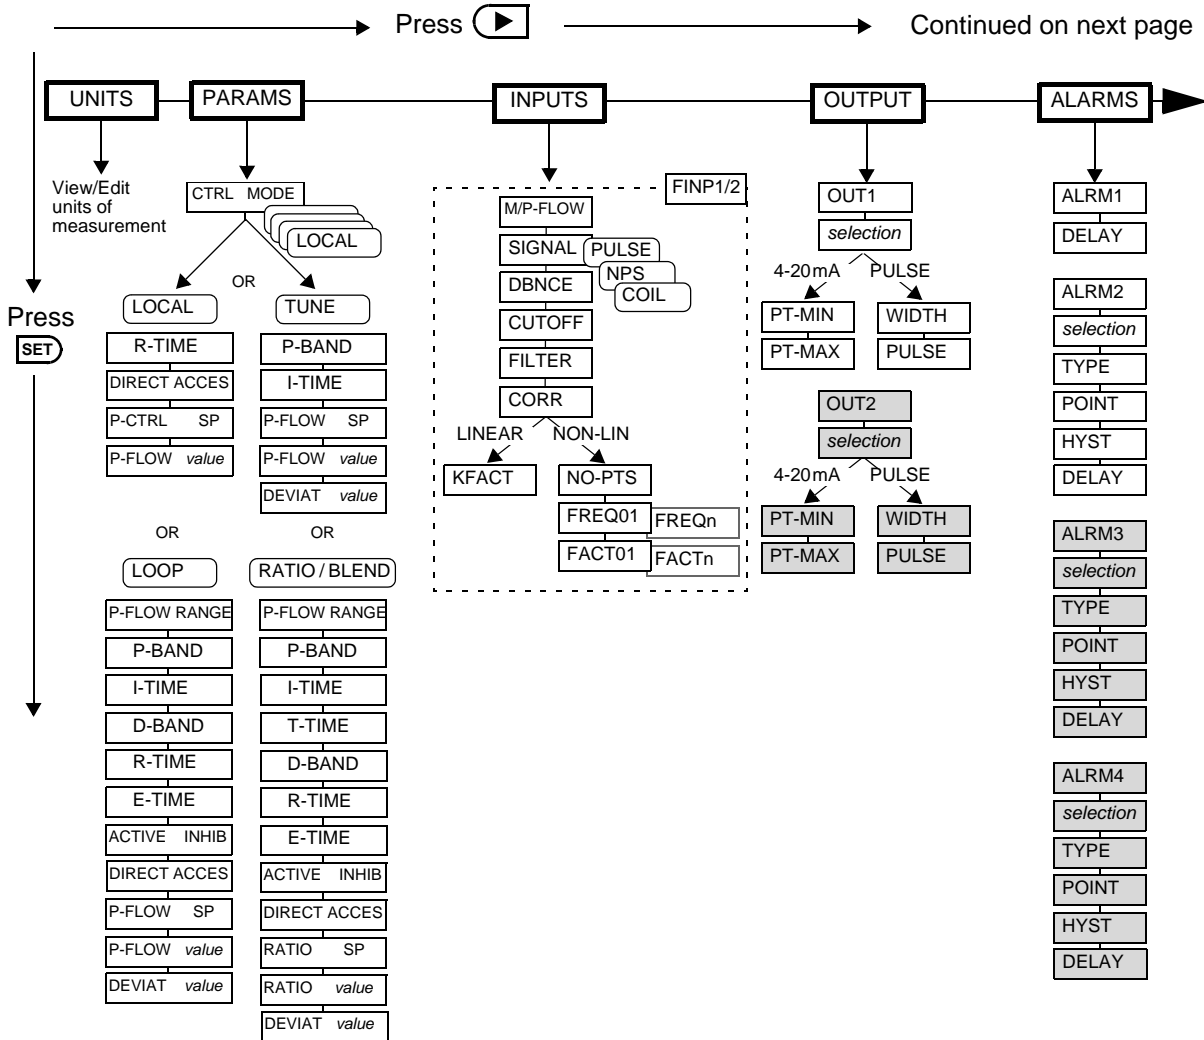 Press
Continued on next page
UNITS
PARAMS
INPUTS
OUTPUT
ALARMS
View/Edit
units of
measurement
Press
SET
CTRL MODE
LOCAL
OR
LOCAL
R-TIME
DIRECT ACCES
P-CTRL SP
P-FLOW value
TUNE
P-BAND
I-TIME
P-FLOW SP
P-FLOW value
DEVIAT value
OR
OR
LOOP
P-FLOW RANGE
P-BAND
I-TIME
D-BAND
R-TIME
E-TIME
ACTIVE INHIB
DIRECT ACCES
P-FLOW SP
P-FLOW value
DEVIAT value
RATIO / BLEND
P-FLOW RANGE
P-BAND
I-TIME
T-TIME
D-BAND
R-TIME
E-TIME
ACTIVE INHIB
DIRECT ACCES
RATIO SP
RATIO value
DEVIAT value
FINP1/2
M/P-FLOW
SIGNAL
PULSE
NPS
COIL
DBNCE
CUTOFF
FILTER
CORR
LINEAR
NON-LIN
KFACT
NO-PTS
FREQ01
FREQn
FACT01
FACTn
OUT1
selection
4-20mA
PULSE
PT-MIN
WIDTH
PT-MAX
PULSE
OUT2
selection
4-20mA
PULSE
PT-MIN
WIDTH
PT-MAX
PULSE
ALRM1
DELAY
ALRM2
selection
TYPE
POINT
HYST
DELAY
ALRM3
selection
TYPE
POINT
HYST
DELAY
ALRM4
selection
TYPE
POINT
HYST
DELAY